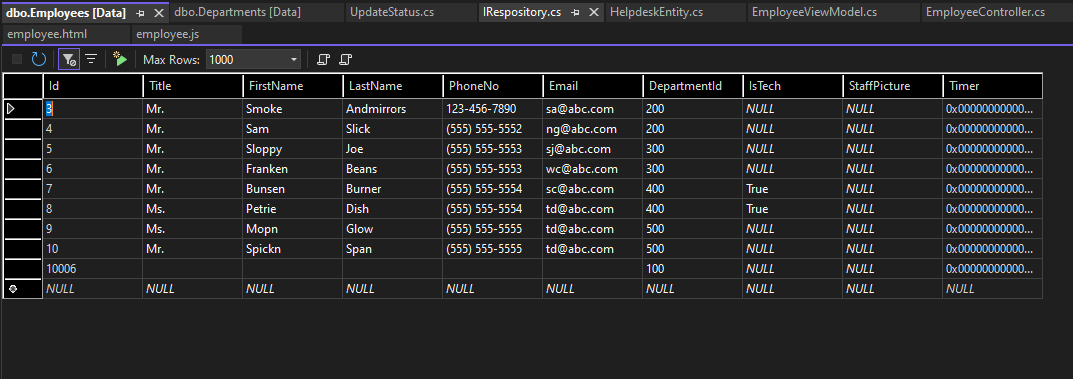 dbo.Employees [Data] dbo.Departments [Data] UpdateStatus.cs IRespository.cs HelpdeskEntity.cs EmployeeViewModel.cs EmployeeController.cs
employee.html employee.js
Max Rows: 1000
Id Title FirstName LastName PhoneNo Email DepartmentId IsTech StaffPicture Timer
3 Mr. Smoke Andmirrors 123-456-7890 sa@abc.com 200 NULL NULL 0x00000000000...
4 Mr. Sam Slick (555) 555-5552 ng@abc.com 200 NULL NULL 0x00000000000...
5 Mr. Sloppy Joe (555) 555-5553 sj@abc.com 300 NULL NULL 0x00000000000...
6 Mr. Franken Beans (555) 555-5553 wc@abc.com 300 NULL NULL 0x00000000000...
7 Mr. Bunsen Burner (555) 555-5554 sc@abc.com 400 True NULL 0x00000000000...
8 Ms. Petrie Dish (555) 555-5554 td@abc.com 400 True NULL 0x00000000000...
9 Ms. Mopn Glow (555) 555-5555 td@abc.com 500 NULL NULL 0x00000000000...
10 Mr. Spickn Span (555) 555-5555 td@abc.com 500 NULL NULL 0x00000000000...
10006 100 NULL NULL 0x00000000000...
NULL NULL NULL NULL NULL NULL NULL NULL NULL NULL